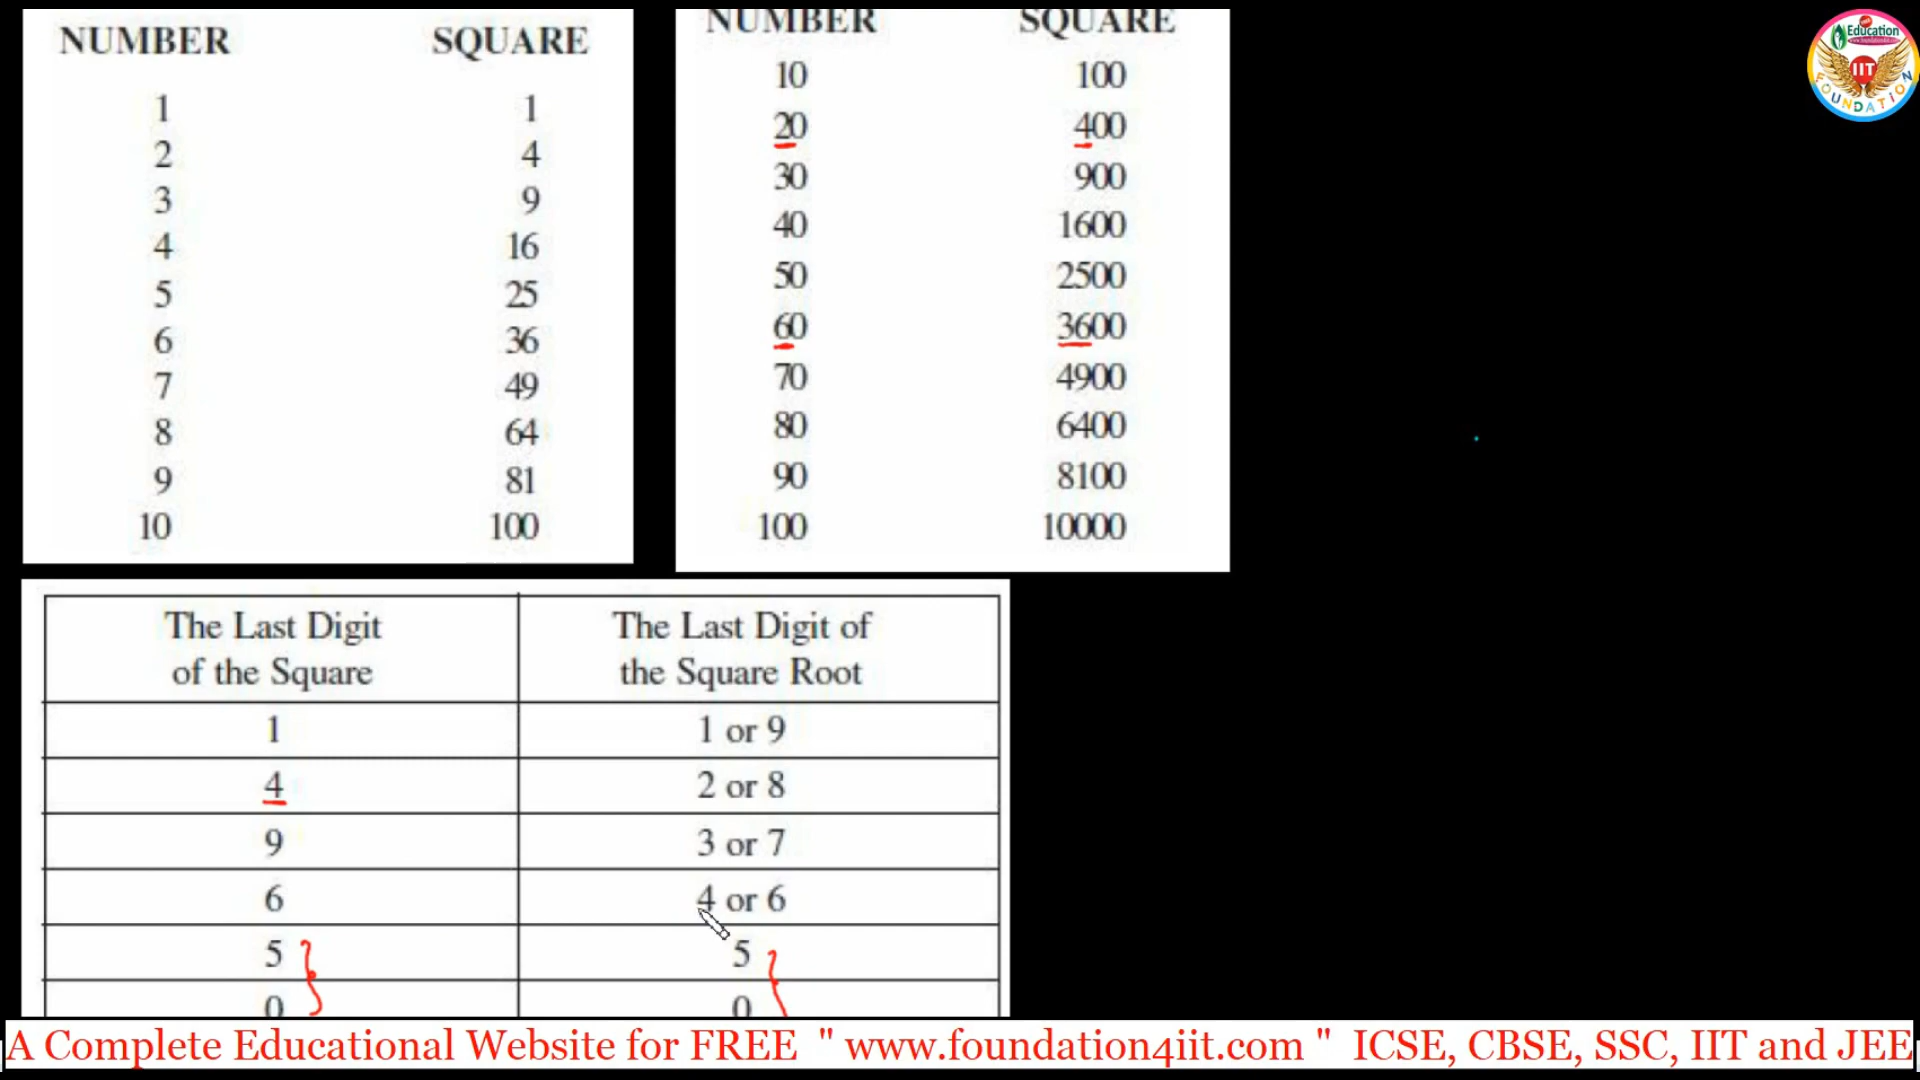 NUMBER SQUARE
1 1
2 4
3 9
4 16
5 25
6 36
7 49
8 64
9 81
10 100
NUMBER SQUARE
10 100
20 400
30 900
40 1600
50 2500
60 3600
70 4900
80 6400
90 8100
100 10000
Education
IIT
FOUNDATION
The Last Digit
of the Square
The Last Digit of
the Square Root
1 1 or 9
4 2 or 8
9 3 or 7
6 4 or 6
5 5
0 0
A Complete Educational Website for FREE " www.foundation4iit.com " ICSE, CBSE, SSC, IIT and JEE